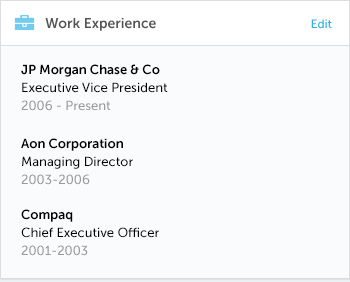 Work Experience
Edit
JP Morgan Chase & Co
Executive Vice President
2006 - Present
Aon Corporation
Managing Director
2003-2006
Compaq
Chief Executive Officer
2001-2003